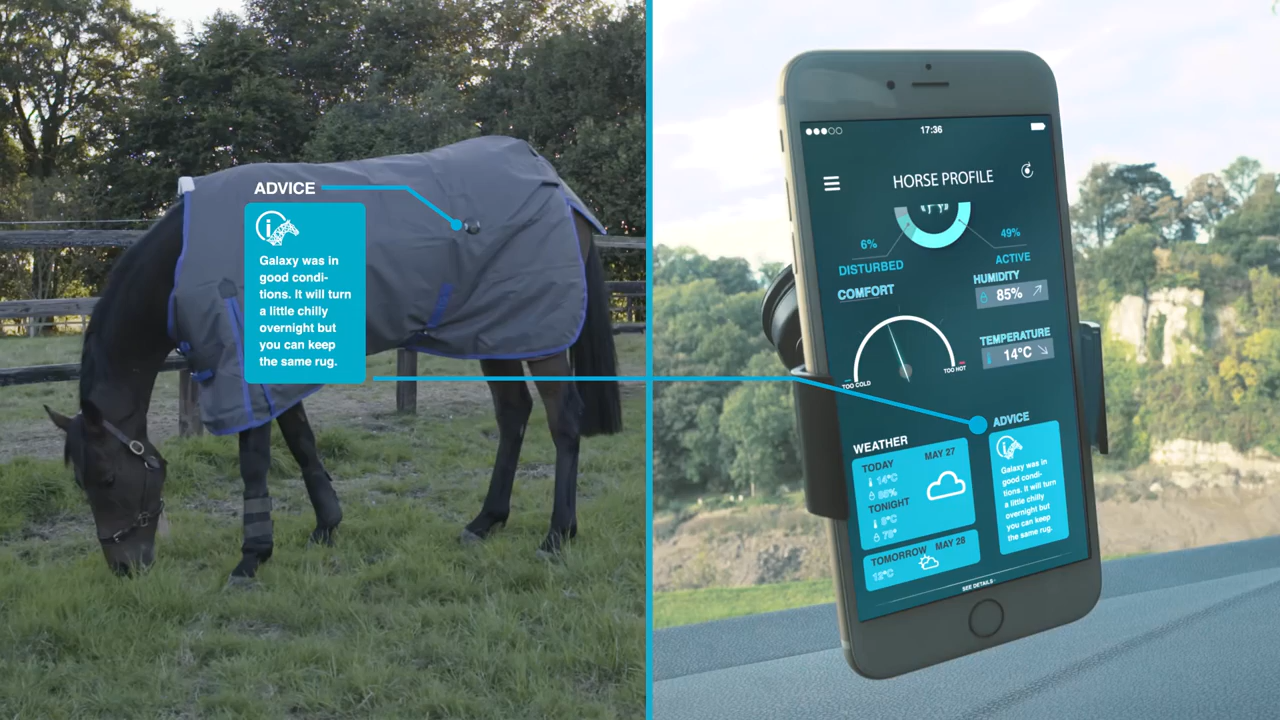 ADVICE
i
Galaxy was in
good condi-
tions. It will turn
a little chilly
overnight but
you can keep
the same rug.
17:36
HORSE PROFILE
6%
DISTURBED
49%
ACTIVE
COMFORT
TOO COLD
TOO HOT
HUMIDITY
85%
TEMPERATURE
14°C
WEATHER
TODAY
MAY 27
14°C
85%
TONIGHT
TOMORROW
MAY 28
12°C
ADVICE
i
Galaxy was in
good condi-
tions. It will turn
a little chilly
overnight but
you can keep
the same rug.
SEE DETAILS